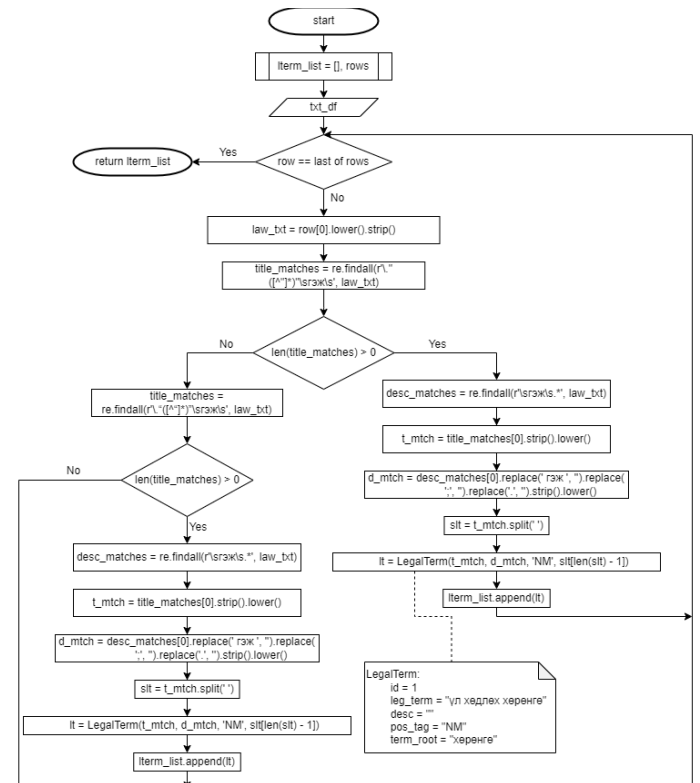 start
lterm_list = [], rows
txt_df
row == last of rows
Yes
return lterm_list
No
law_txt = row[0].lower().strip()
title_matches = re.findall(r'\."
([^"]*)"\sгэж\s', law_txt)
len(title_matches) > 0
No
Yes
title_matches =
re.findall(r'\.“([^“]*)”\sгэж\s', law_txt)
desc_matches = re.findall(r'\sгэж\s.*', law_txt)
t_mtch = title_matches[0].strip().lower()
d_mtch = desc_matches[0].replace(' гэж ', '').replace(
';', '').replace('.', '').strip().lower()
slt = t_mtch.split(' ')
lt = LegalTerm(t_mtch, d_mtch, 'NM', slt[len(slt) - 1])
lterm_list.append(lt)
len(title_matches) > 0
No
Yes
desc_matches = re.findall(r'\sгэж\s.*', law_txt)
t_mtch = title_matches[0].strip().lower()
d_mtch = desc_matches[0].replace(' гэж ', '').replace(
';', '').replace('.', '').strip().lower()
slt = t_mtch.split(' ')
lt = LegalTerm(t_mtch, d_mtch, 'NM', slt[len(slt) - 1])
lterm_list.append(lt)
LegalTerm:
id = 1
leg_term = "үл хөдлөх хөрөнгө"
desc = ""
pos_tag = "NM"
term_root = "хөрөнгө"